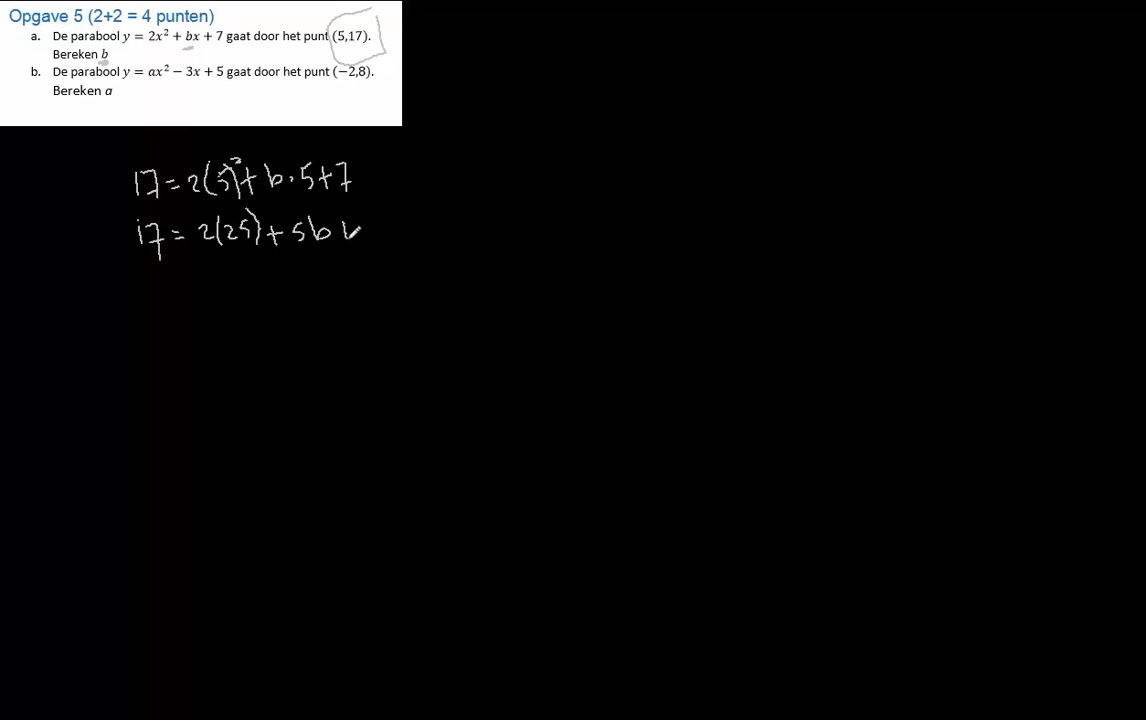 Opgave 5 (2+2 = 4 punten)
a. De parabool y = 2x² + bx + 7 gaat door het punt (5,17).
Bereken b
b. De parabool y = ax² − 3x + 5 gaat door het punt (−2,8).
Bereken a
17 = 2(5)² + b · 5 + 7
17 = 2(25) + 5b